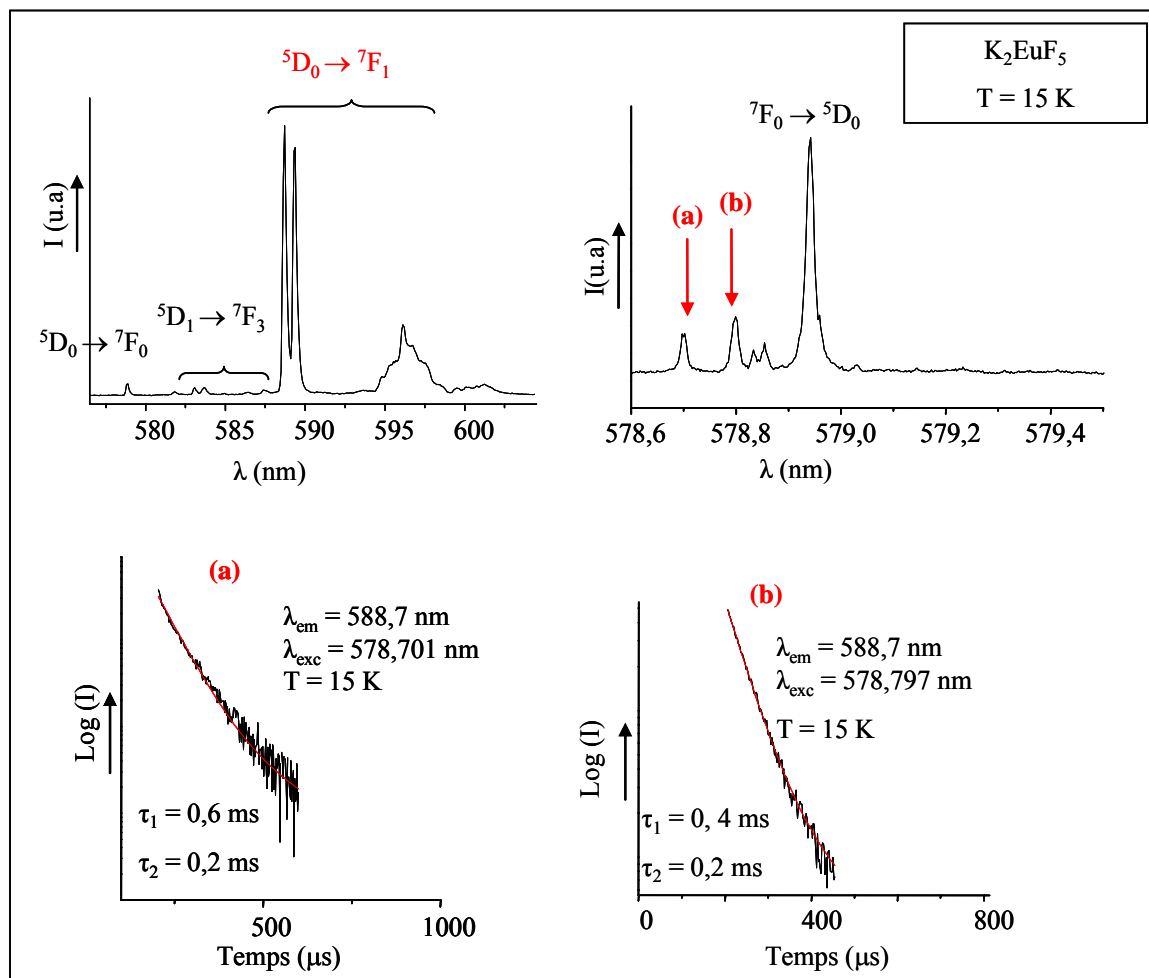 ⁵D₀ → ⁷F₁
K₂EuF₅
T = 15 K
I (u.a)
⁵D₀ → ⁷F₀
⁵D₁ → ⁷F₃
580 585 590 595 600
λ (nm)
⁷F₀ → ⁵D₀
(a)
(b)
I(u.a)
578,6 578,8 579,0 579,2 579,4
λ (nm)
(a)
λem = 588,7 nm
λexc = 578,701 nm
T = 15 K
Log (I)
τ₁ = 0,6 ms
τ₂ = 0,2 ms
500 1000
Temps (μs)
(b)
λem = 588,7 nm
λexc = 578,797 nm
T = 15 K
Log (I)
τ₁ = 0, 4 ms
τ₂ = 0,2 ms
0 400 800
Temps (μs)